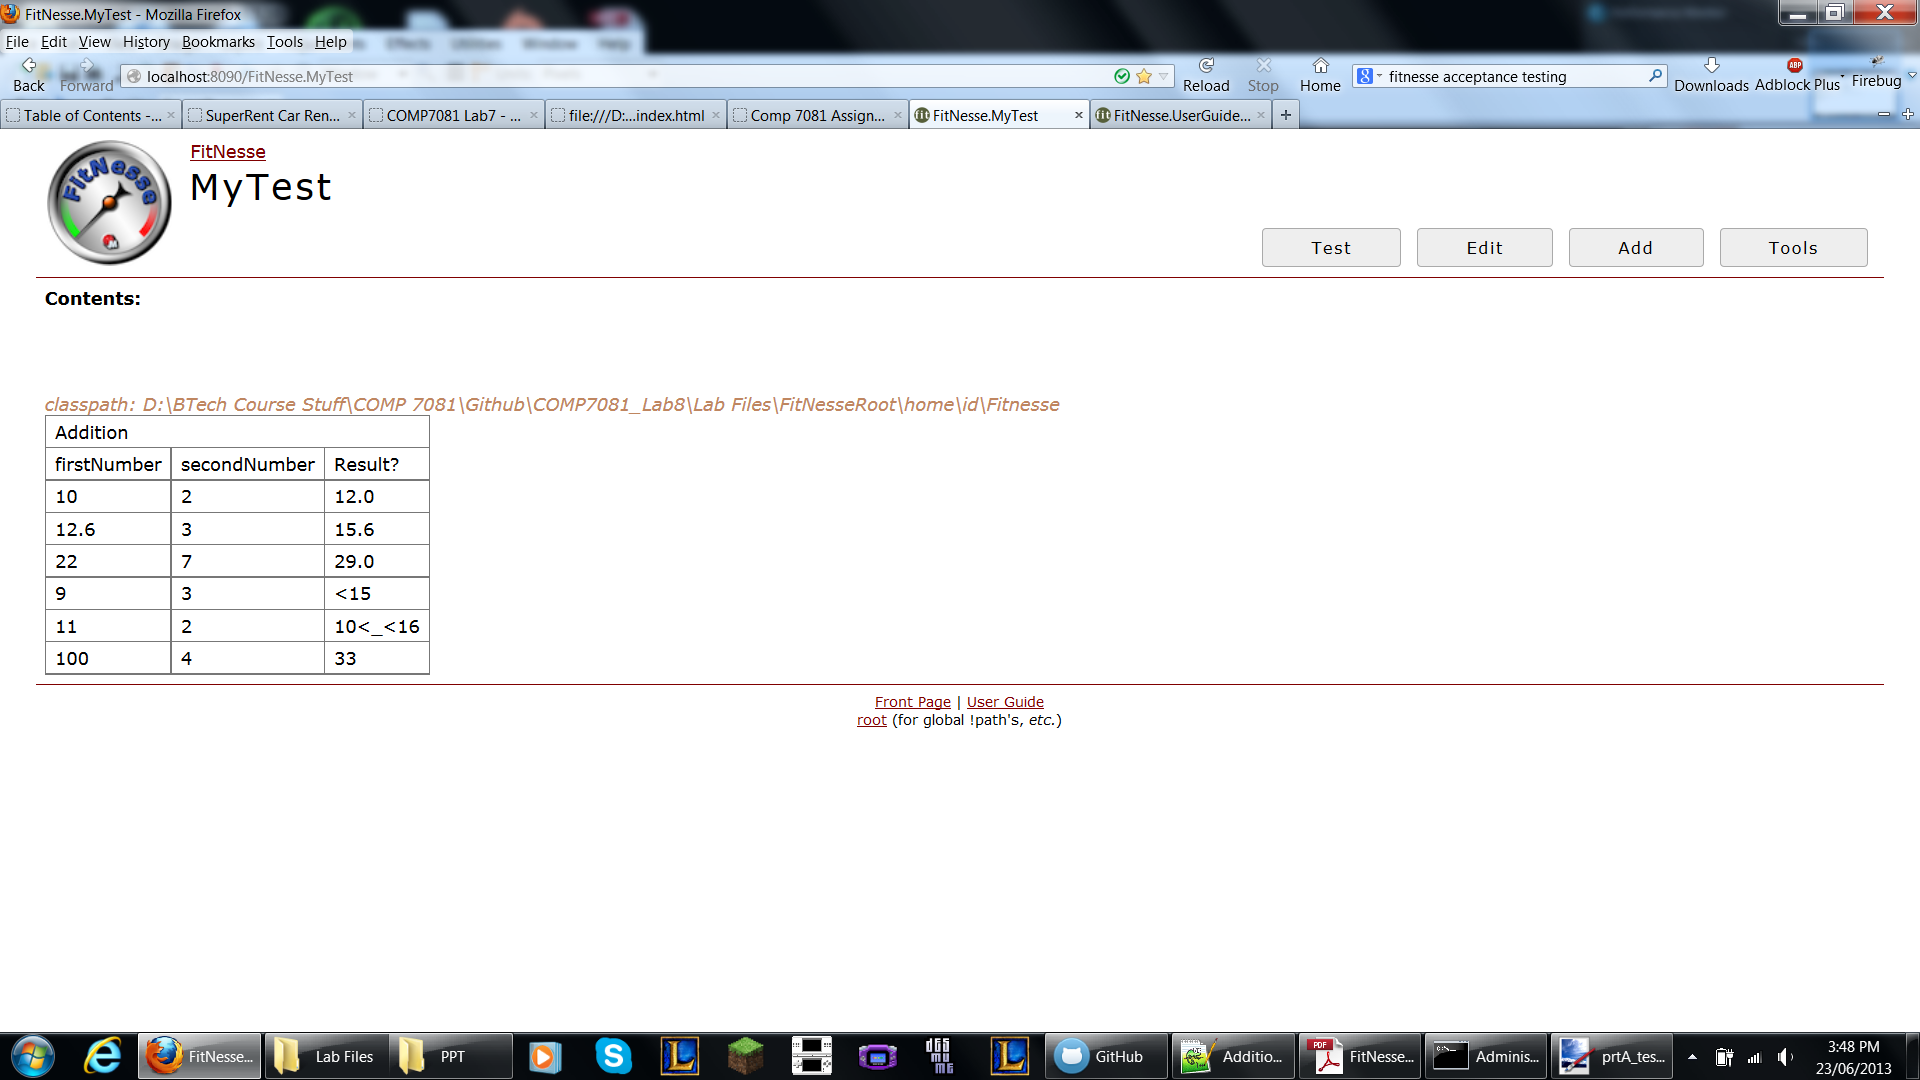 FitNesse.MyTest - Mozilla Firefox
File Edit View History Bookmarks Tools Help
Back Forward localhost:8090/FitNesse.MyTest Reload Stop Home fitnesse acceptance testing Downloads Adblock Plus Firebug
Table of Contents -... SuperRent Car Ren... COMP7081 Lab7 - ... file:///D:...index.html Comp 7081 Assign... FitNesse.MyTest FitNesse.UserGuide...
FitNesse
FitNesse
MyTest
Test Edit Add Tools
Contents:
classpath: D:\BTech Course Stuff\COMP 7081\Github\COMP7081_Lab8\Lab Files\FitNesseRoot\home\id\Fitnesse
Addition
firstNumber secondNumber Result?
10 2 12.0
12.6 3 15.6
22 7 29.0
9 3 <15
11 2 10<_<16
100 4 33
Front Page | User Guide
root (for global !path's, etc.)
FitNesse... Lab Files PPT GitHub Additio... FitNesse... Adminis... prtA_tes... 3:48 PM
23/06/2013